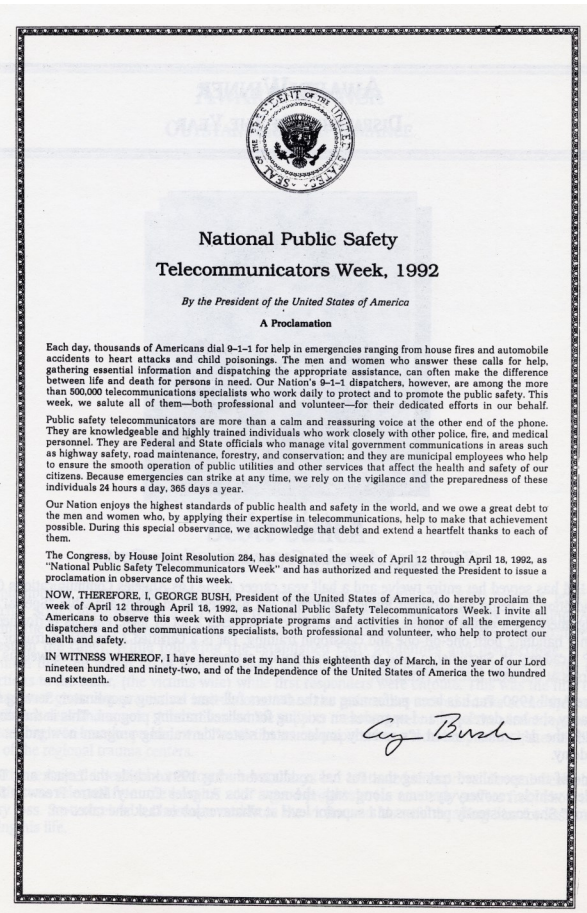 SEAL OF THE PRESIDENT OF THE UNITED STATES
National Public Safety
Telecommunicators Week, 1992
By the President of the United States of America
A Proclamation
Each day, thousands of Americans dial 9-1-1 for help in emergencies ranging from house fires and automobile
accidents to heart attacks and child poisonings. The men and women who answer these calls for help,
gathering essential information and dispatching the appropriate assistance, can often make the difference
between life and death for persons in need. Our Nation's 9-1-1 dispatchers, however, are among the more
than 500,000 telecommunications specialists who work daily to protect and to promote the public safety. This
week, we salute all of them—both professional and volunteer—for their dedicated efforts in our behalf.
Public safety telecommunicators are more than a calm and reassuring voice at the other end of the phone.
They are knowledgeable and highly trained individuals who work closely with other police, fire, and medical
personnel. They are Federal and State officials who manage vital government communications in areas such
as highway safety, road maintenance, forestry, and conservation; and they are municipal employees who help
to ensure the smooth operation of public utilities and other services that affect the health and safety of our
citizens. Because emergencies can strike at any time, we rely on the vigilance and the preparedness of these
individuals 24 hours a day, 365 days a year.
Our Nation enjoys the highest standards of public health and safety in the world, and we owe a great debt to
the men and women who, by applying their expertise in telecommunications, help to make that achievement
possible. During this special observance, we acknowledge that debt and extend a heartfelt thanks to each of
them.
The Congress, by House Joint Resolution 284, has designated the week of April 12 through April 18, 1992, as
"National Public Safety Telecommunicators Week" and has authorized and requested the President to issue a
proclamation in observance of this week.
NOW, THEREFORE, I, GEORGE BUSH, President of the United States of America, do hereby proclaim the
week of April 12 through April 18, 1992, as National Public Safety Telecommunicators Week. I invite all
Americans to observe this week with appropriate programs and activities in honor of all the emergency
dispatchers and other communications specialists, both professional and volunteer, who help to protect our
health and safety.
IN WITNESS WHEREOF, I have hereunto set my hand this eighteenth day of March, in the year of our Lord
nineteen hundred and ninety-two, and of the Independence of the United States of America the two hundred
and sixteenth.
Bush